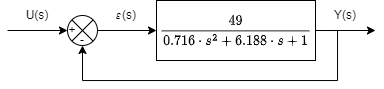 U(s) ε(s) 49 Y(s)
+ 0.716 · s² + 6.188 · s + 1
-